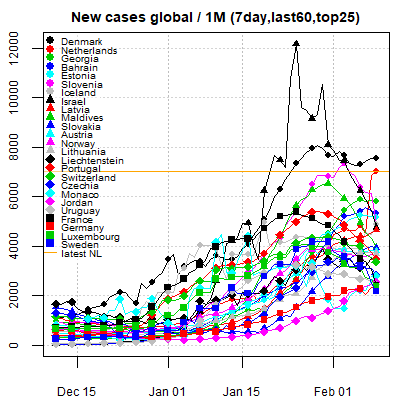 New cases global / 1M (7day,last60,top25)
12000
10000
8000
6000
4000
2000
0
Denmark
Netherlands
Georgia
Bahrain
Estonia
Slovenia
Iceland
Israel
Latvia
Maldives
Slovakia
Austria
Norway
Lithuania
Liechtenstein
Portugal
Switzerland
Czechia
Monaco
Jordan
Uruguay
France
Germany
Luxembourg
Sweden
latest NL
Dec 15 Jan 01 Jan 15 Feb 01